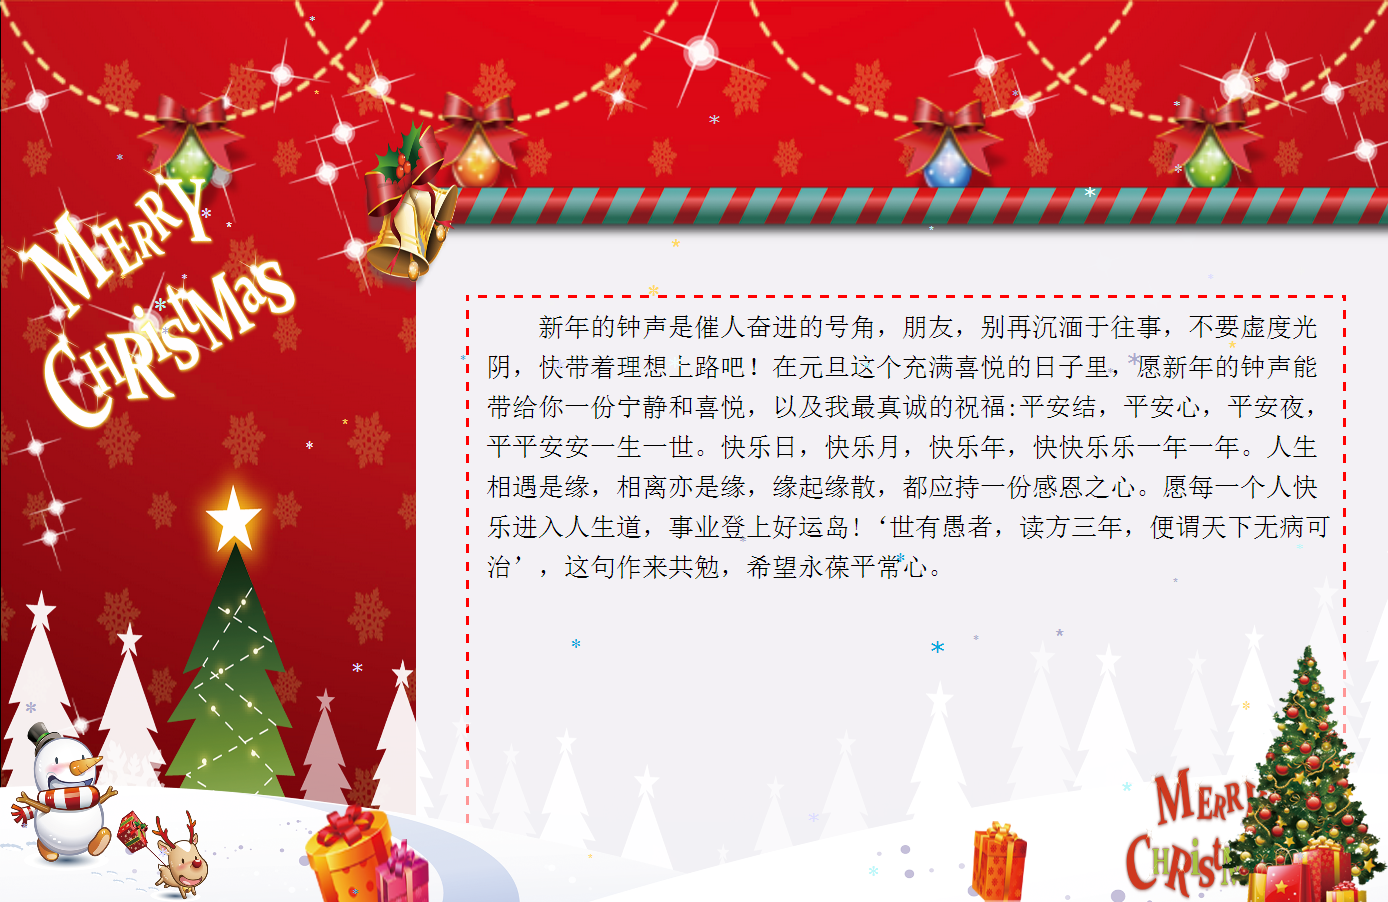 MERRY
CHRistMas
新年的钟声是催人奋进的号角，朋友，别再沉湎于往事，不要虚度光
阴，快带着理想上路吧！在元旦这个充满喜悦的日子里，愿新年的钟声能
带给你一份宁静和喜悦，以及我最真诚的祝福:平安结，平安心，平安夜，
平平安安一生一世。快乐日，快乐月，快乐年，快快乐乐一年一年。人生
相遇是缘，相离亦是缘，缘起缘散，都应持一份感恩之心。愿每一个人快
乐进入人生道，事业登上好运岛！‘世有愚者，读方三年，便谓天下无病可
治’，这句作来共勉，希望永葆平常心。
MERR
CHRist